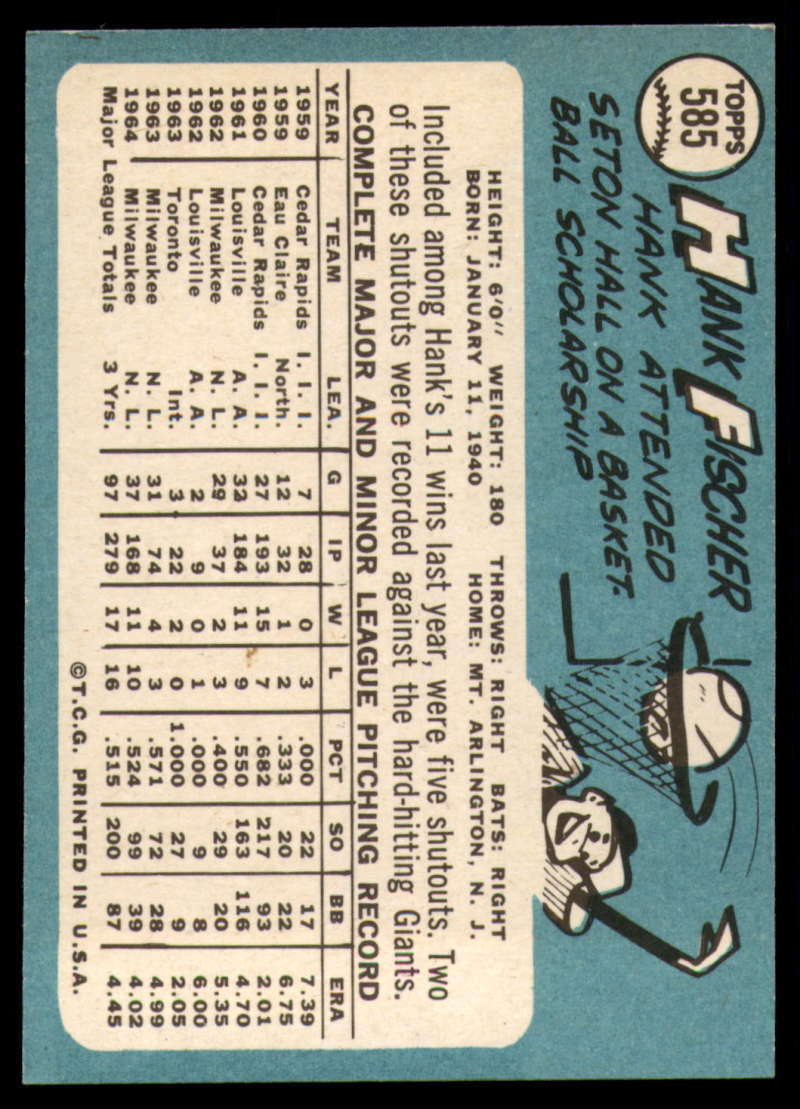 TOPPS
585
HANK FISCHER
HANK ATTENDED
SETON HALL ON A BASKET-
BALL SCHOLARSHIP
HEIGHT: 6'0" WEIGHT: 180 THROWS: RIGHT BATS: RIGHT
BORN: JANUARY 11, 1940 HOME: MT. ARLINGTON, N. J.
Included among Hank's 11 wins last year, were five shutouts. Two
of these shutouts were recorded against the hard-hitting Giants.
COMPLETE MAJOR AND MINOR LEAGUE PITCHING RECORD
YEAR TEAM LEA. G IP W L PCT SO BB ERA
1959 Cedar Rapids I. I. I. 7 28 0 3 .000 22 17 7.39
1959 Eau Claire North. 12 32 1 2 .333 20 22 6.75
1960 Cedar Rapids I. I. I. 27 193 15 7 .682 217 93 2.01
1961 Louisville A. A. 32 184 11 9 .550 163 116 4.70
1962 Milwaukee N. L. 29 37 2 3 .400 29 20 5.35
1962 Louisville A. A. 2 9 0 1 .000 9 8 6.00
1963 Toronto Int. 3 22 2 0 1.000 27 9 2.05
1963 Milwaukee N. L. 31 74 4 3 .571 72 28 4.99
1964 Milwaukee N. L. 37 168 11 10 .524 99 39 4.02
Major League Totals 3 Yrs. 97 279 17 16 .515 200 87 4.45
©T.C.G. PRINTED IN U.S.A.